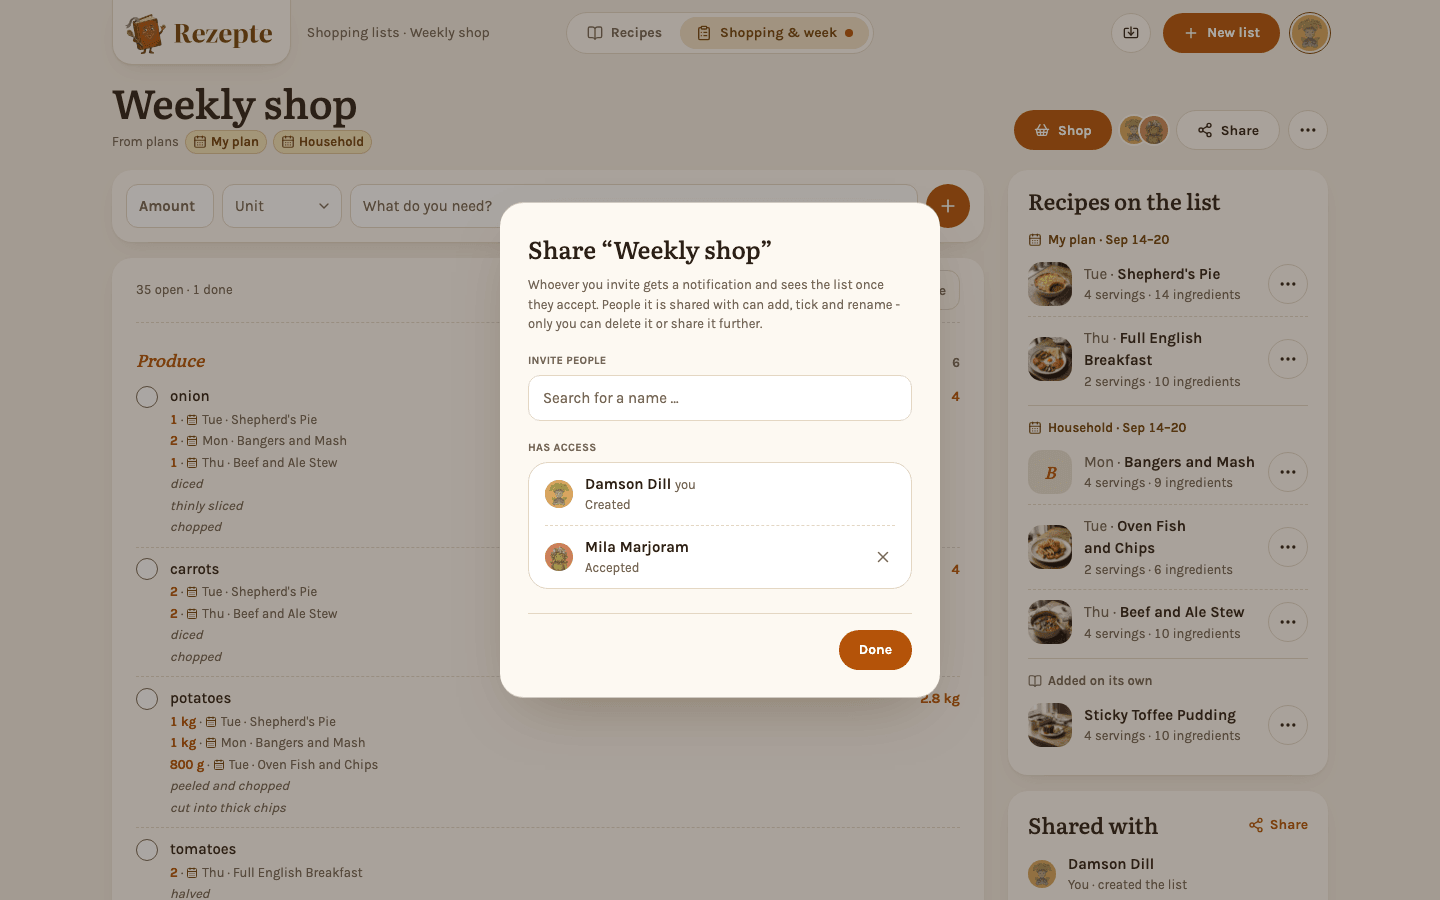 Rezepte
Shopping lists · Weekly shop
Recipes
Shopping & week
New list
Weekly shop
From plans
My plan
Household
Shop
Share
Amount
Unit
What do you need?
35 open · 1 done
Produce
6
onion
4
1 · Tue · Shepherd's Pie
2 · Mon · Bangers and Mash
1 · Thu · Beef and Ale Stew
diced
thinly sliced
chopped
carrots
4
2 · Tue · Shepherd's Pie
2 · Thu · Beef and Ale Stew
diced
chopped
potatoes
2.8 kg
1 kg · Tue · Shepherd's Pie
1 kg · Mon · Bangers and Mash
800 g · Tue · Oven Fish and Chips
peeled and chopped
cut into thick chips
tomatoes
2 · Thu · Full English Breakfast
halved
Share “Weekly shop”
Whoever you invite gets a notification and sees the list once
they accept. People it is shared with can add, tick and rename -
only you can delete it or share it further.
INVITE PEOPLE
Search for a name ...
HAS ACCESS
Damson Dill you
Created
Mila Marjoram
Accepted
Done
Recipes on the list
My plan · Sep 14–20
Tue · Shepherd's Pie
4 servings · 14 ingredients
Thu · Full English
Breakfast
2 servings · 10 ingredients
Household · Sep 14–20
B
Mon · Bangers and Mash
4 servings · 9 ingredients
Tue · Oven Fish
and Chips
2 servings · 6 ingredients
Thu · Beef and Ale Stew
4 servings · 10 ingredients
Added on its own
Sticky Toffee Pudding
4 servings · 10 ingredients
Shared with
Share
Damson Dill
You · created the list